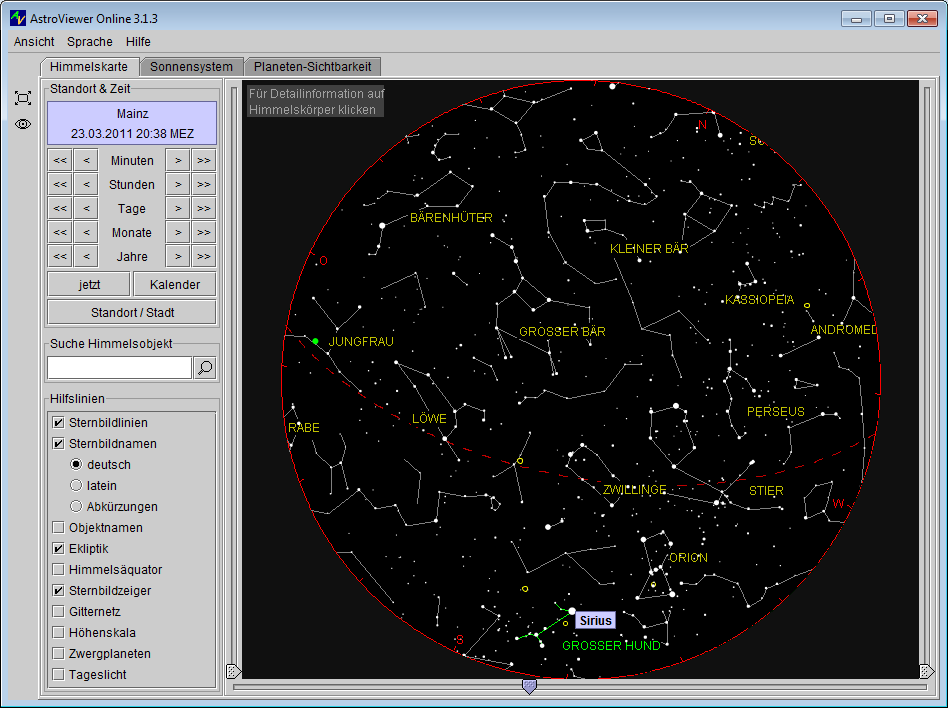 AstroViewer Online 3.1.3
Ansicht Sprache Hilfe
Himmelskarte Sonnensystem Planeten-Sichtbarkeit
Standort & Zeit
Mainz
23.03.2011 20:38 MEZ
<< < Minuten > >>
<< < Stunden > >>
<< < Tage > >>
<< < Monate > >>
<< < Jahre > >>
jetzt Kalender
Standort / Stadt
Suche Himmelsobjekt
Hilfslinien
Sternbildlinien
Sternbildnamen
deutsch
latein
Abkürzungen
Objektnamen
Ekliptik
Himmelsäquator
Sternbildzeiger
Gitternetz
Höhenskala
Zwergplaneten
Tageslicht
Für Detailinformation auf
Himmelskörper klicken
N
BÄRENHÜTER
KLEINER BÄR
O
KASSIOPEIA
GROSSER BÄR
ANDROMED
JUNGFRAU
PERSEUS
LÖWE
RABE
ZWILLINGE
STIER
W
ORION
Sirius
S
GROSSER HUND